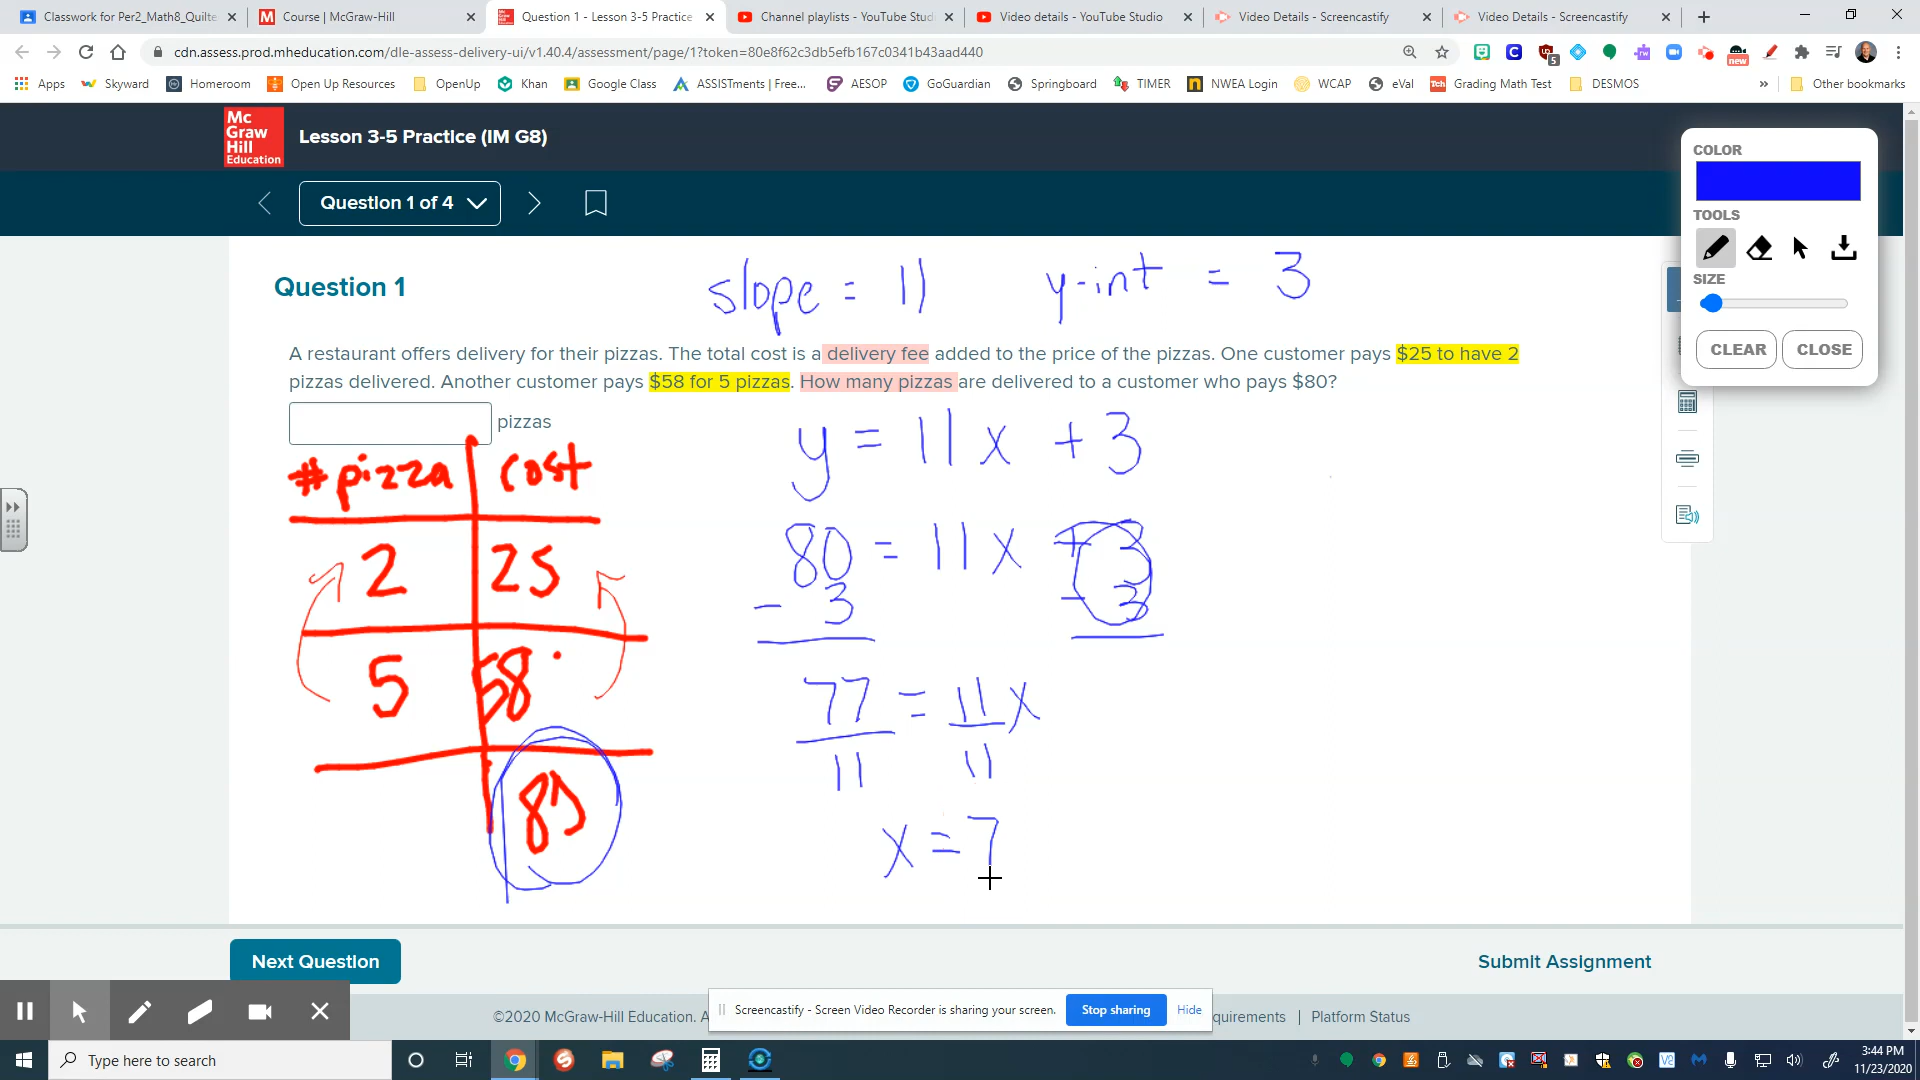 Classwork for Per2_Math8_Quilte
Course | McGraw-Hill
Question 1 - Lesson 3-5 Practice
Channel playlists - YouTube Stud
Video details - YouTube Studio
Video Details - Screencastify
Video Details - Screencastify
cdn.assess.prod.mheducation.com/dle-assess-delivery-ui/v1.40.4/assessment/page/1?token=80e8f62c3db5efb167c0341b43aad440
5
new
Apps
Skyward
Homeroom
Open Up Resources
OpenUp
Khan
Google Class
ASSISTments | Free...
AESOP
GoGuardian
Springboard
TIMER
NWEA Login
WCAP
eVal
Grading Math Test
DESMOS
»
Other bookmarks
Mc
Graw
Hill
Education
Lesson 3-5 Practice (IM G8)
Question 1 of 4
COLOR
TOOLS
SIZE
CLEAR
CLOSE
Question 1
slope = 11
y-int = 3
A restaurant offers delivery for their pizzas. The total cost is a delivery fee added to the price of the pizzas. One customer pays $25 to have 2
pizzas delivered. Another customer pays $58 for 5 pizzas. How many pizzas are delivered to a customer who pays $80?
pizzas
# pizza cost
2 25
5 58
80
y = 11x + 3
80 = 11x + 3
- 3 - 3
77 = 11x
11 11
x = 7
Next Question
Submit Assignment
©2020 McGraw-Hill Education. A
Screencastify - Screen Video Recorder is sharing your screen.
Stop sharing
Hide
quirements | Platform Status
Type here to search
3:44 PM
11/23/2020